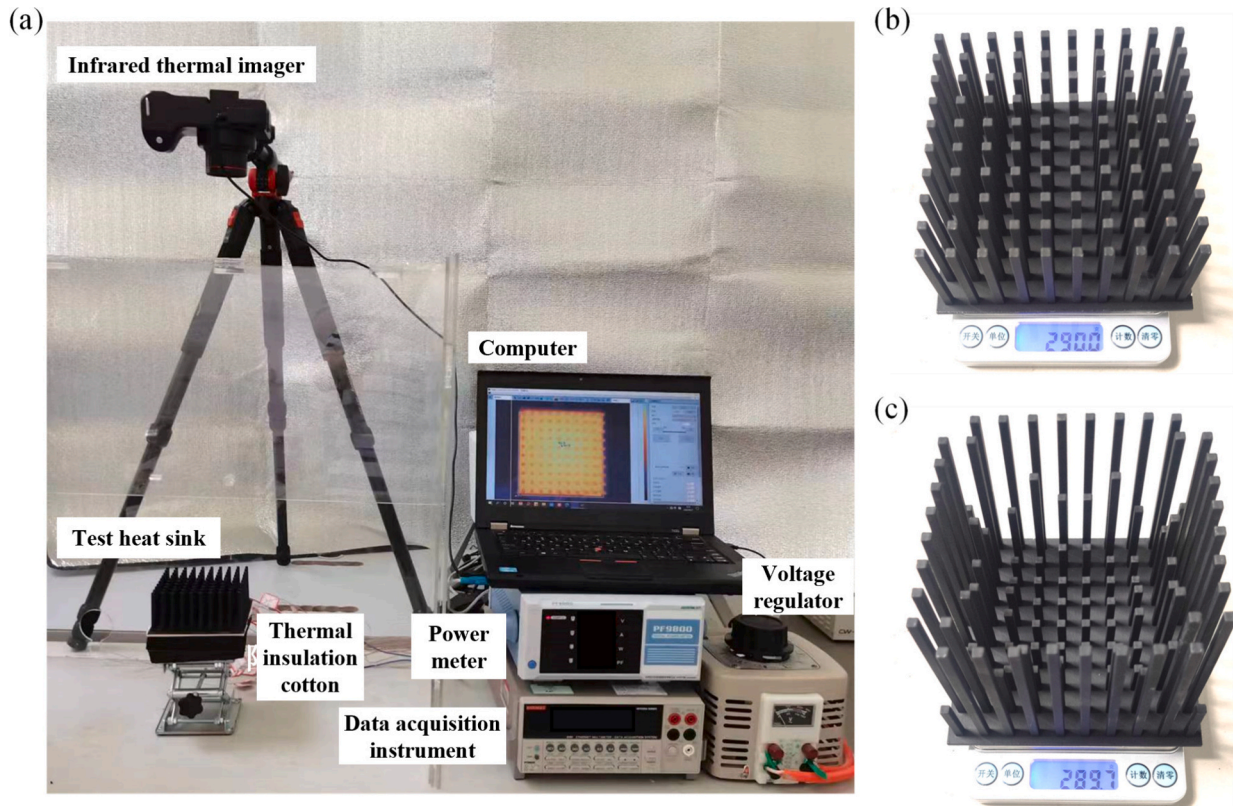 (a)
Infrared thermal imager
Computer
Test heat sink
Thermal
insulation
cotton
Power
meter
Voltage
regulator
Data acquisition
instrument
PF9800
(b)
开关 单位 290.0 计数 清零
(c)
开关 单位 289.7 计数 清零